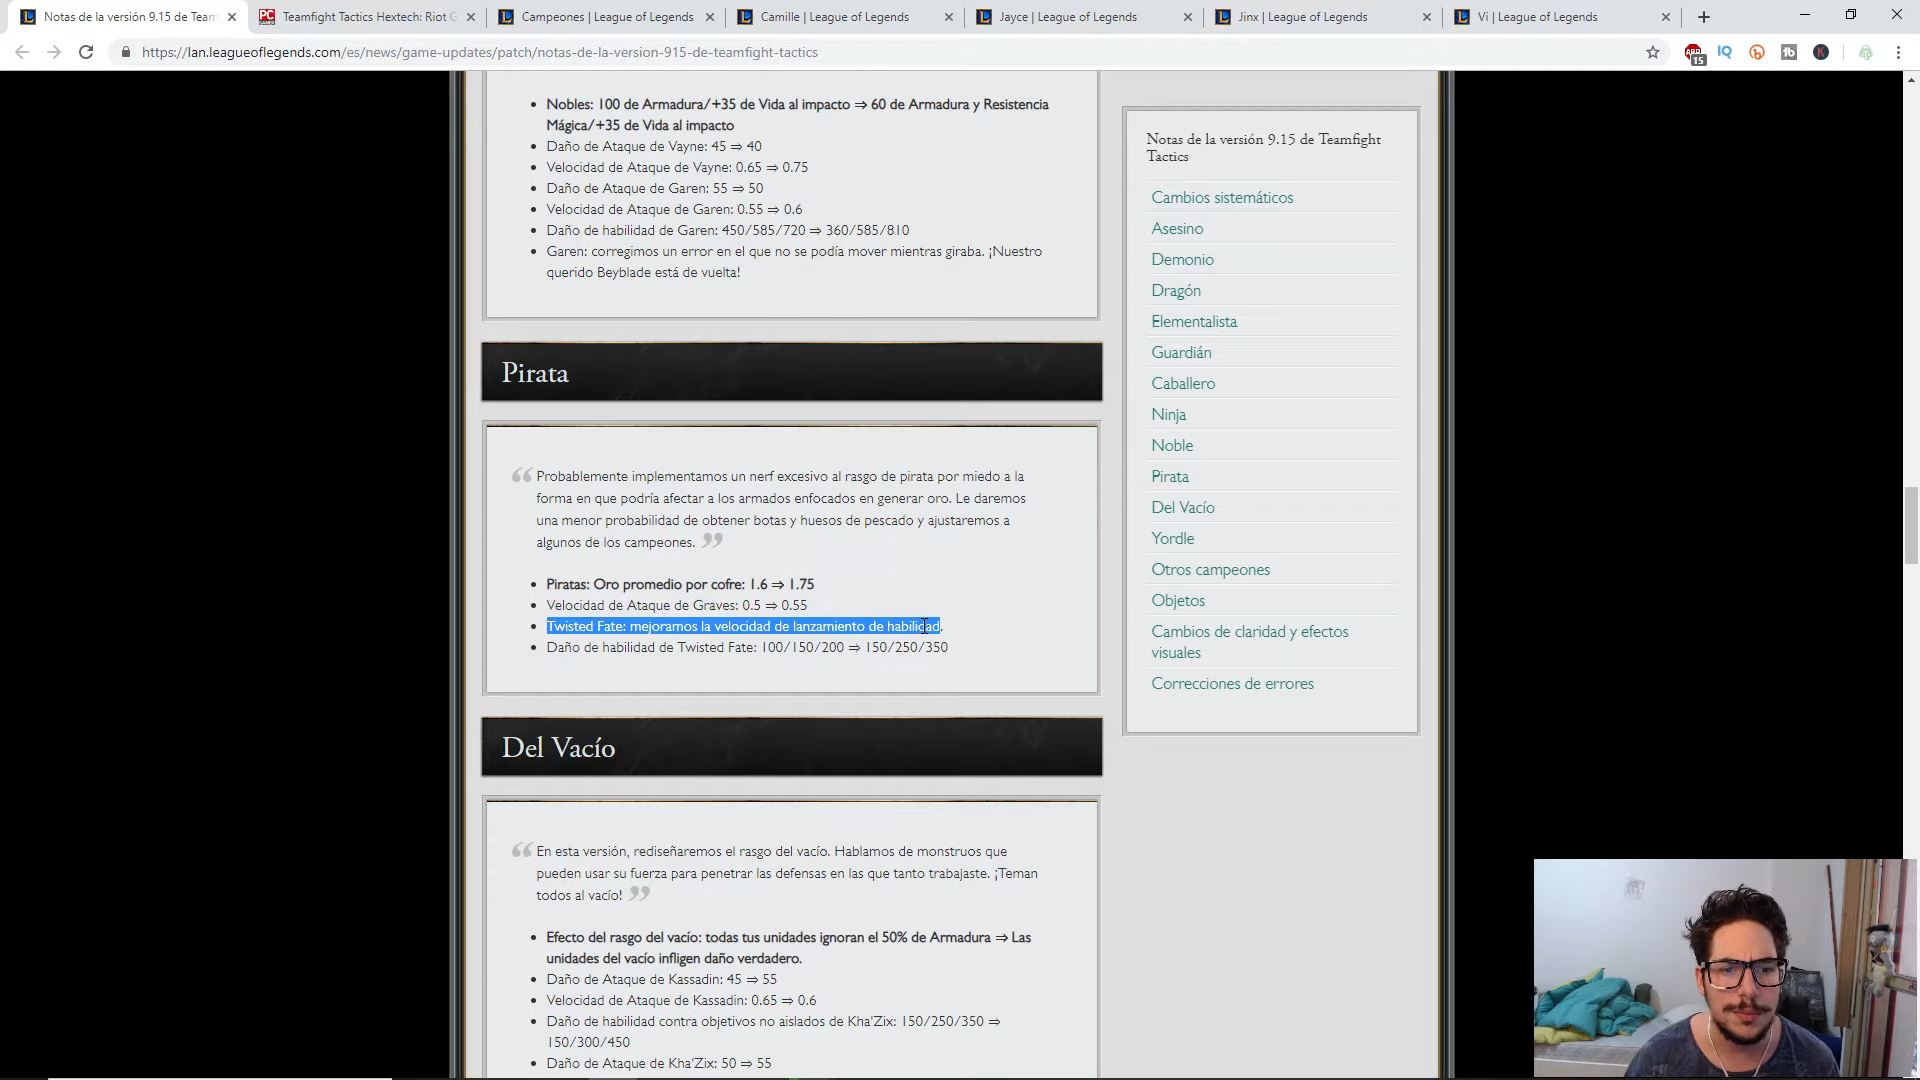 Notas de la versión 9.15 de Team
Teamfight Tactics Hextech: Riot G
Campeones | League of Legends
Camille | League of Legends
Jayce | League of Legends
Jinx | League of Legends
Vi | League of Legends
https://lan.leagueoflegends.com/es/news/game-updates/patch/notas-de-la-version-915-de-teamfight-tactics
15
Nobles: 100 de Armadura/+35 de Vida al impacto ⇒ 60 de Armadura y Resistencia
Mágica/+35 de Vida al impacto
Daño de Ataque de Vayne: 45 ⇒ 40
Velocidad de Ataque de Vayne: 0.65 ⇒ 0.75
Daño de Ataque de Garen: 55 ⇒ 50
Velocidad de Ataque de Garen: 0.55 ⇒ 0.6
Daño de habilidad de Garen: 450/585/720 ⇒ 360/585/810
Garen: corregimos un error en el que no se podía mover mientras giraba. ¡Nuestro
querido Beyblade está de vuelta!
Pirata
“Probablemente implementamos un nerf excesivo al rasgo de pirata por miedo a la
forma en que podría afectar a los armados enfocados en generar oro. Le daremos
una menor probabilidad de obtener botas y huesos de pescado y ajustaremos a
algunos de los campeones. ”
Piratas: Oro promedio por cofre: 1.6 ⇒ 1.75
Velocidad de Ataque de Graves: 0.5 ⇒ 0.55
Twisted Fate: mejoramos la velocidad de lanzamiento de habilidad.
Daño de habilidad de Twisted Fate: 100/150/200 ⇒ 150/250/350
Del Vacío
“En esta versión, rediseñaremos el rasgo del vacío. Hablamos de monstruos que
pueden usar su fuerza para penetrar las defensas en las que tanto trabajaste. ¡Teman
todos al vacío! ”
Efecto del rasgo del vacío: todas tus unidades ignoran el 50% de Armadura ⇒ Las
unidades del vacío infligen daño verdadero.
Daño de Ataque de Kassadin: 45 ⇒ 55
Velocidad de Ataque de Kassadin: 0.65 ⇒ 0.6
Daño de habilidad contra objetivos no aislados de Kha'Zix: 150/250/350 ⇒
150/300/450
Daño de Ataque de Kha'Zix: 50 ⇒ 55
Notas de la versión 9.15 de Teamfight
Tactics
Cambios sistemáticos
Asesino
Demonio
Dragón
Elementalista
Guardián
Caballero
Ninja
Noble
Pirata
Del Vacío
Yordle
Otros campeones
Objetos
Cambios de claridad y efectos
visuales
Correcciones de errores